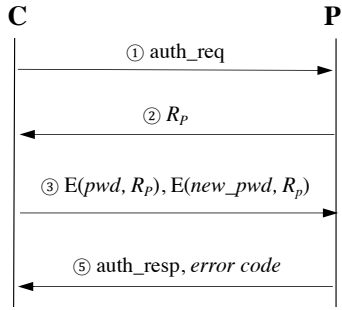 C P
① auth_req
② R_P
③ E(pwd, R_P), E(new_pwd, R_p)
⑤ auth_resp, error code